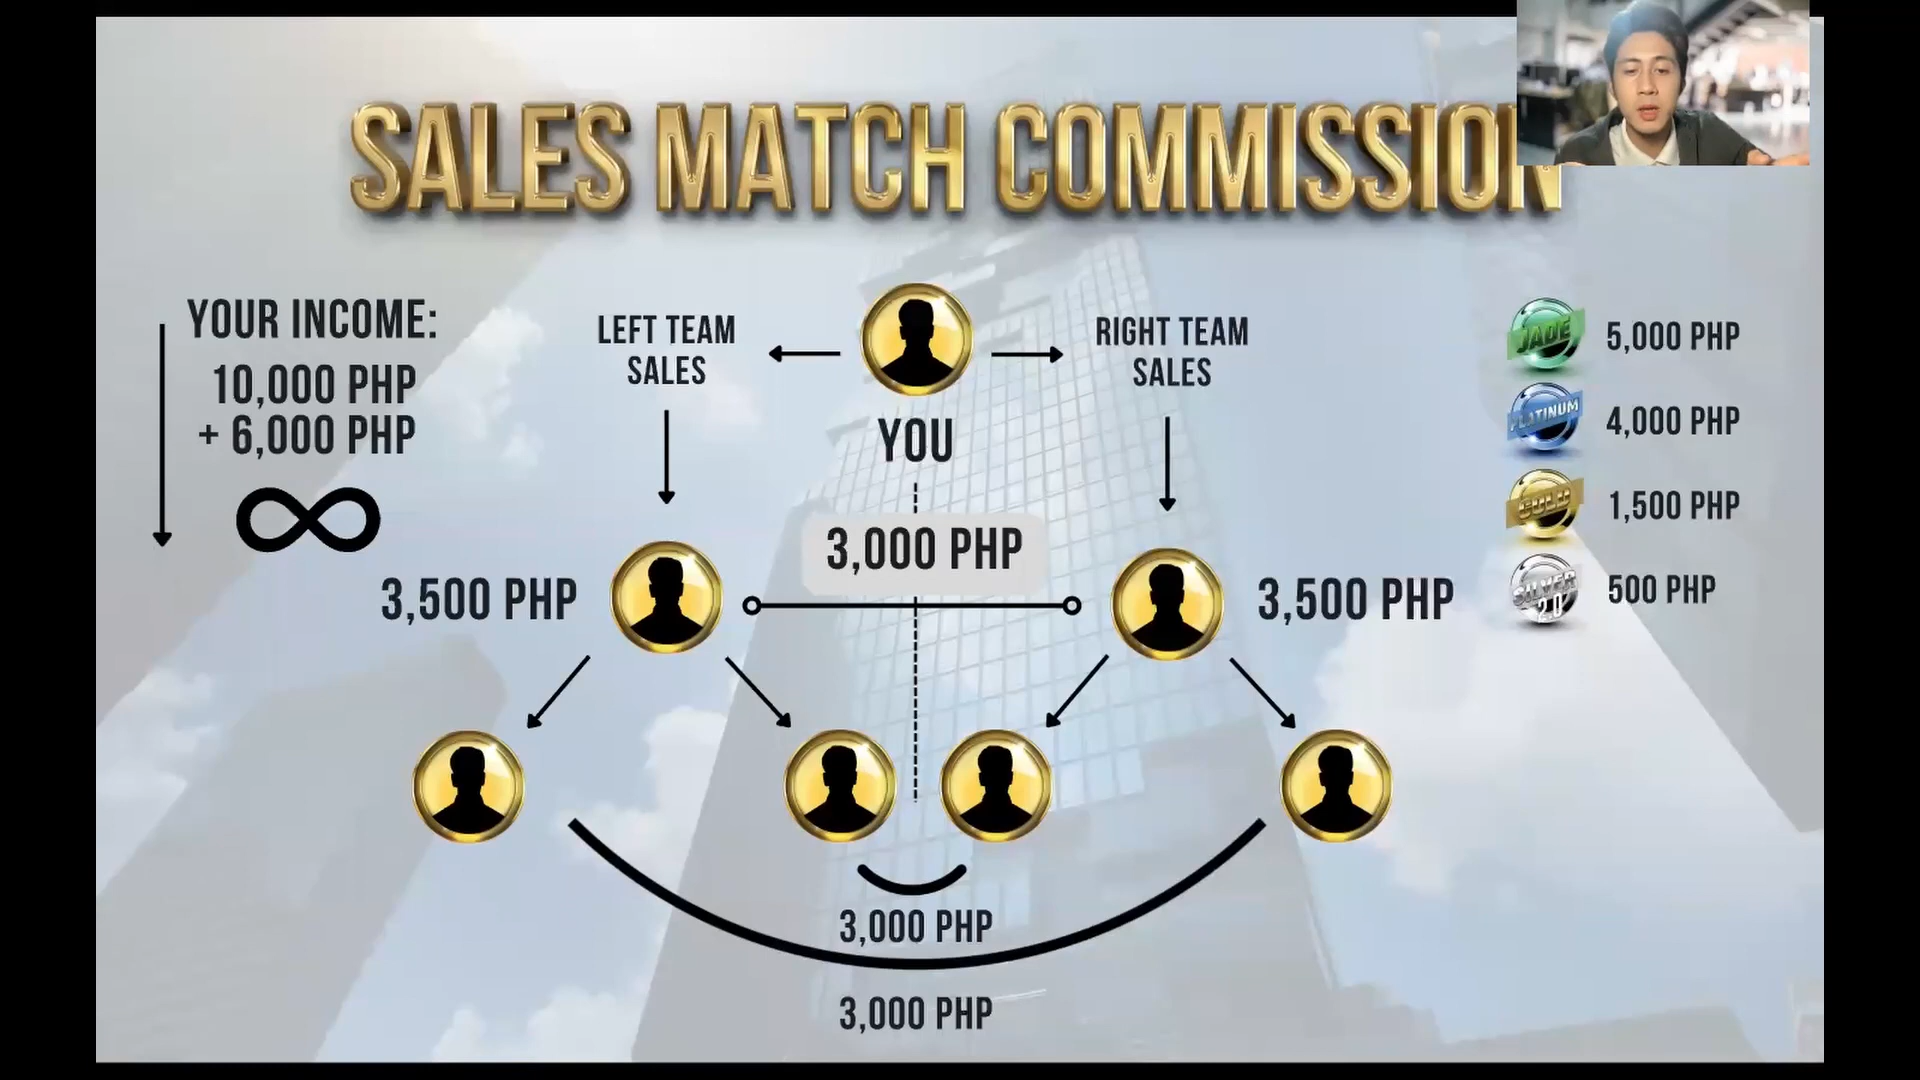 SALES MATCH COMMISSION
YOUR INCOME:
10,000 PHP
+ 6,000 PHP
∞
LEFT TEAM
SALES
RIGHT TEAM
SALES
YOU
3,000 PHP
3,500 PHP
3,500 PHP
JADE 5,000 PHP
PLATINUM 4,000 PHP
GOLD 1,500 PHP
SILVER 2.0 500 PHP
3,000 PHP
3,000 PHP